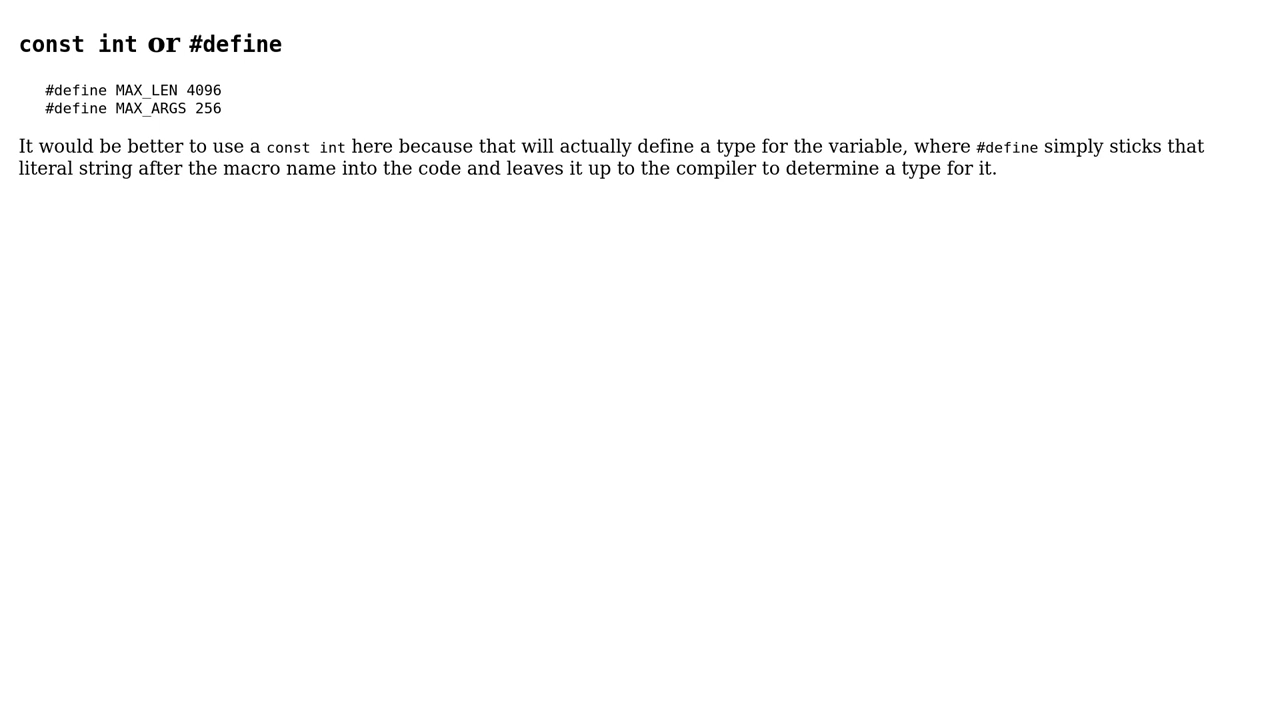 const int or #define
#define MAX_LEN 4096
#define MAX_ARGS 256
It would be better to use a const int here because that will actually define a type for the variable, where #define simply sticks that
literal string after the macro name into the code and leaves it up to the compiler to determine a type for it.